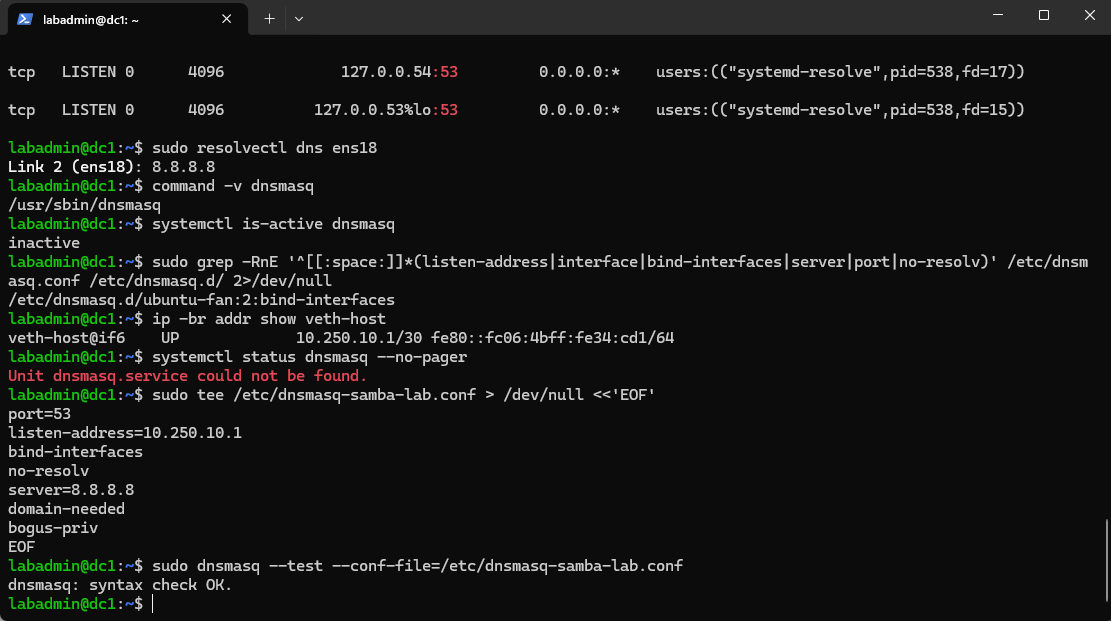 labadmin@dc1: ~
tcp   LISTEN 0      4096             127.0.0.54:53         0.0.0.0:*    users:(("systemd-resolve",pid=538,fd=17))
tcp   LISTEN 0      4096          127.0.0.53%lo:53         0.0.0.0:*    users:(("systemd-resolve",pid=538,fd=15))
labadmin@dc1:~$ sudo resolvectl dns ens18
Link 2 (ens18): 8.8.8.8
labadmin@dc1:~$ command -v dnsmasq
/usr/sbin/dnsmasq
labadmin@dc1:~$ systemctl is-active dnsmasq
inactive
labadmin@dc1:~$ sudo grep -RnE '^[[:space:]]*(listen-address|interface|bind-interfaces|server|port|no-resolv)' /etc/dnsm
asq.conf /etc/dnsmasq.d/ 2>/dev/null
/etc/dnsmasq.d/ubuntu-fan:2:bind-interfaces
labadmin@dc1:~$ ip -br addr show veth-host
veth-host@if6    UP             10.250.10.1/30 fe80::fc06:4bff:fe34:cd1/64
labadmin@dc1:~$ systemctl status dnsmasq --no-pager
Unit dnsmasq.service could not be found.
labadmin@dc1:~$ sudo tee /etc/dnsmasq-samba-lab.conf > /dev/null <<'EOF'
port=53
listen-address=10.250.10.1
bind-interfaces
no-resolv
server=8.8.8.8
domain-needed
bogus-priv
EOF
labadmin@dc1:~$ sudo dnsmasq --test --conf-file=/etc/dnsmasq-samba-lab.conf
dnsmasq: syntax check OK.
labadmin@dc1:~$